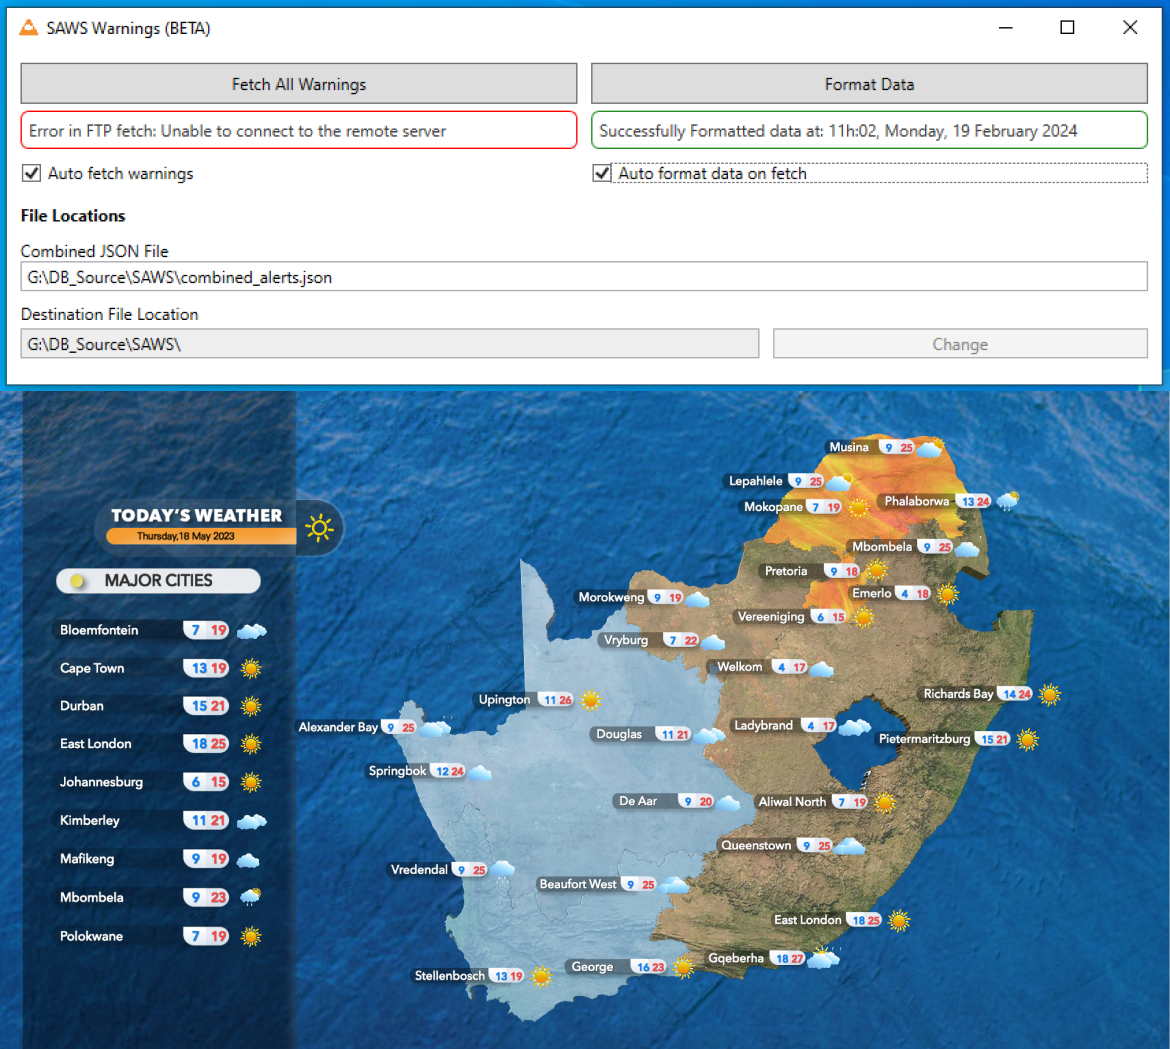 SAWS Warnings (BETA)
Fetch All Warnings
Format Data
Error in FTP fetch: Unable to connect to the remote server
Successfully Formatted data at: 11h:02, Monday, 19 February 2024
Auto fetch warnings
Auto format data on fetch
File Locations
Combined JSON File
G:\DB_Source\SAWS\combined_alerts.json
Destination File Location
G:\DB_Source\SAWS\
Change
TODAY'S WEATHER
Thursday,18 May 2023
MAJOR CITIES
Bloemfontein 7 19
Cape Town 13 19
Durban 15 21
East London 18 25
Johannesburg 6 15
Kimberley 11 21
Mafikeng 9 19
Mbombela 9 23
Polokwane 7 19
Musina 9 25
Lepahlele 9 25
Phalaborwa 13 24
Mokopane 7 19
Mbombela 9 25
Pretoria 9 18
Emerlo 4 18
Morokweng 9 19
Vereeniging 6 15
Vryburg 7 22
Welkom 4 17
Richards Bay 14 24
Upington 11 26
Alexander Bay 9 25
Ladybrand 4 17
Douglas 11 21
Pietermaritzburg 15 21
Springbok 12 24
De Aar 9 20
Aliwal North 7 19
Queenstown 9 25
Vredendal 9 25
Beaufort West 9 25
East London 18 25
Gqeberha 18 27
George 16 23
Stellenbosch 13 19